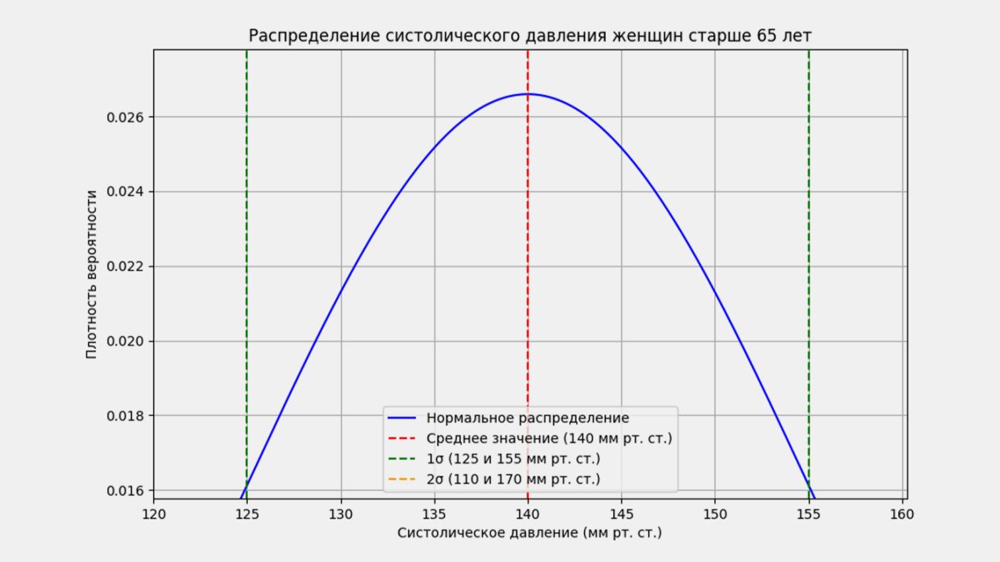 Распределение систолического давления женщин старше 65 лет
0.026
0.024
0.022
0.020
0.018
0.016
Плотность вероятности
Нормальное распределение
Среднее значение (140 мм рт. ст.)
1σ (125 и 155 мм рт. ст.)
2σ (110 и 170 мм рт. ст.)
120 125 130 135 140 145 150 155 160
Систолическое давление (мм рт. ст.)